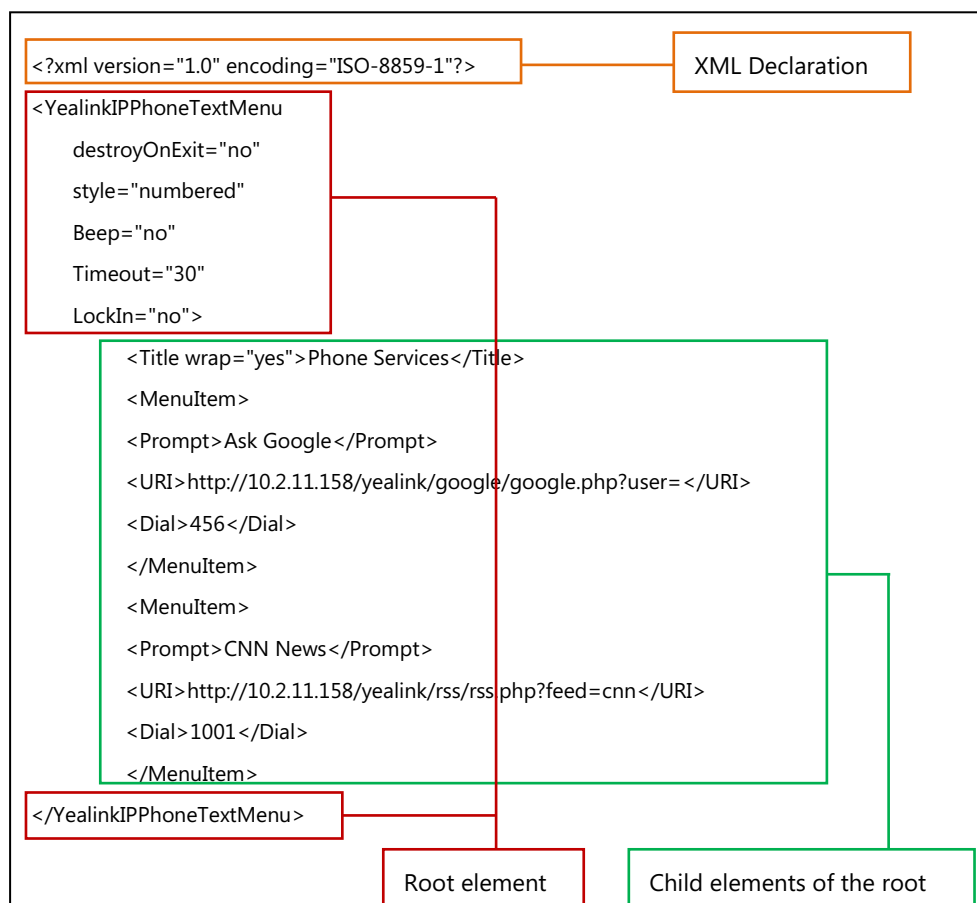 <?xml version="1.0" encoding="ISO-8859-1"?>
XML Declaration
<YealinkIPPhoneTextMenu
destroyOnExit="no"
style="numbered"
Beep="no"
Timeout="30"
LockIn="no">
<Title wrap="yes">Phone Services</Title>
<MenuItem>
<Prompt>Ask Google</Prompt>
<URI>http://10.2.11.158/yealink/google/google.php?user=</URI>
<Dial>456</Dial>
</MenuItem>
<MenuItem>
<Prompt>CNN News</Prompt>
<URI>http://10.2.11.158/yealink/rss/rss.php?feed=cnn</URI>
<Dial>1001</Dial>
</MenuItem>
</YealinkIPPhoneTextMenu>
Root element
Child elements of the root